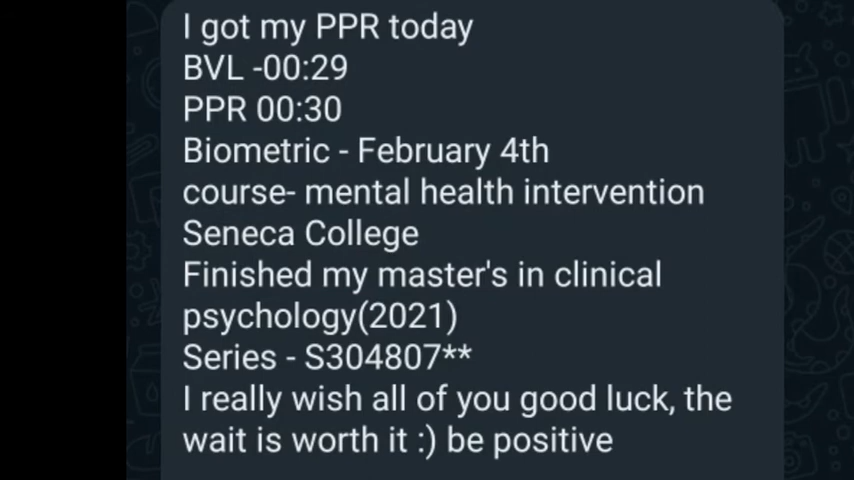 I got my PPR today
BVL -00:29
PPR 00:30
Biometric - February 4th
course- mental health intervention
Seneca College
Finished my master's in clinical
psychology(2021)
Series - S304807**
I really wish all of you good luck, the
wait is worth it :) be positive